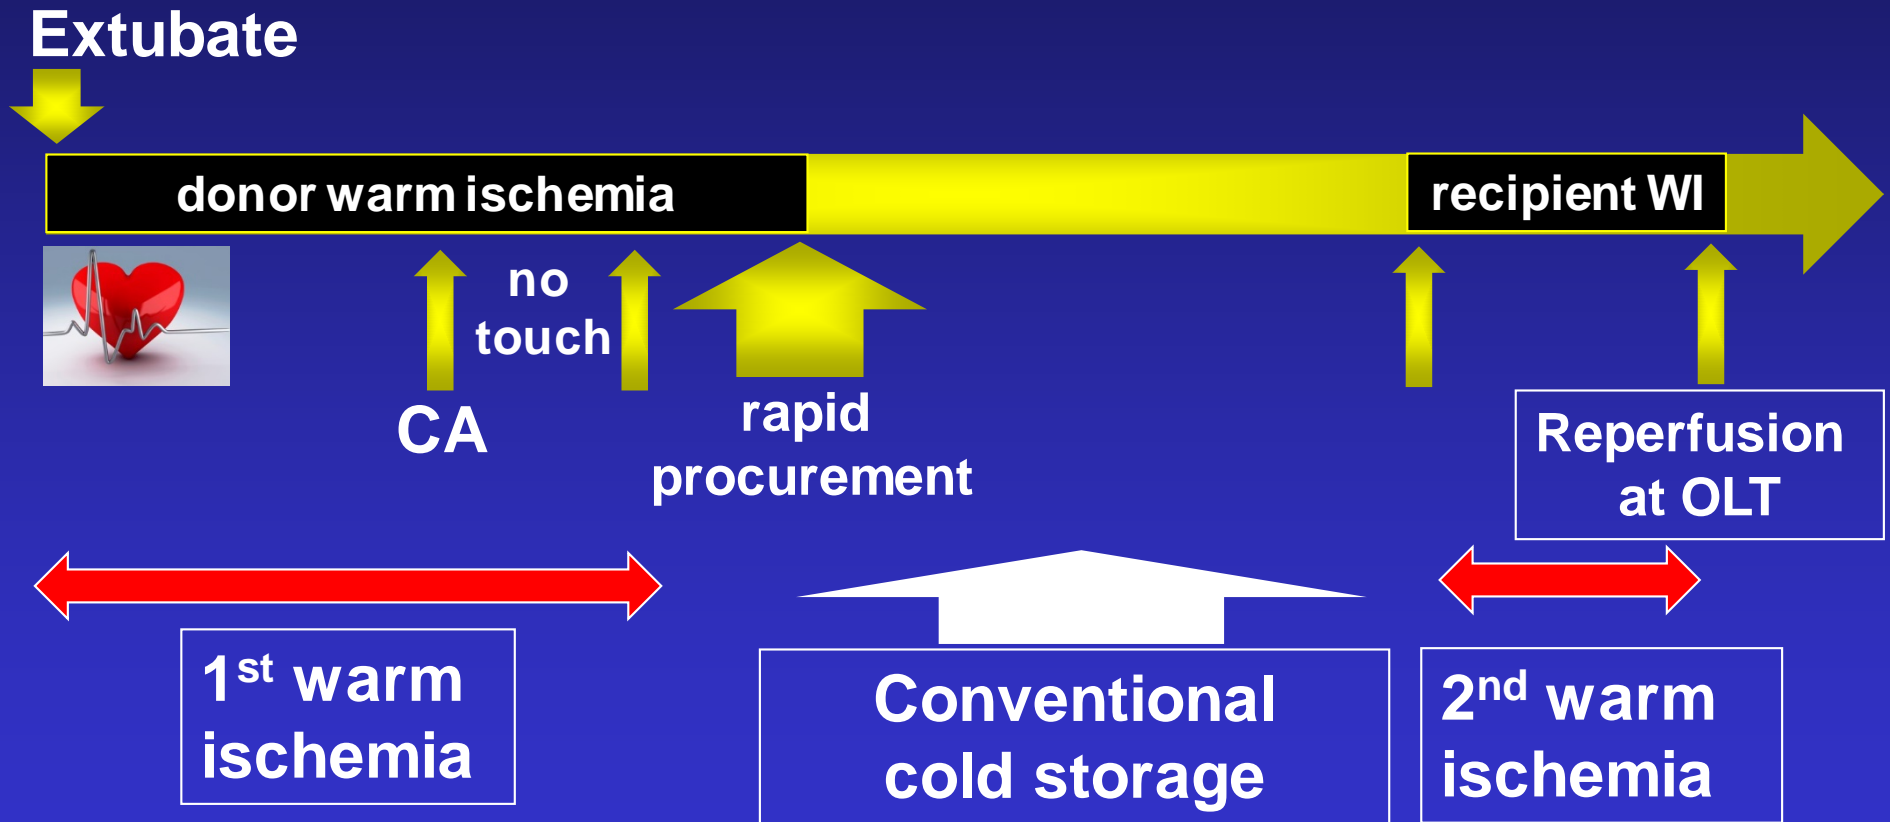 Extubate
donor warm ischemia
recipient WI
no
touch
CA
rapid
procurement
Reperfusion
at OLT
1st warm
ischemia
Conventional
cold storage
2nd warm
ischemia